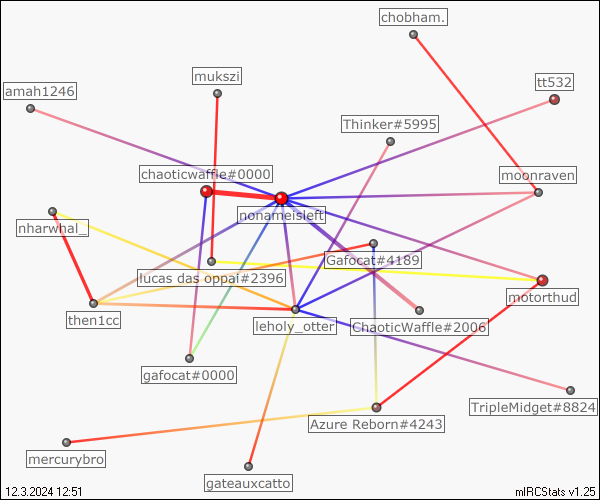 chobham.
mukszi
tt532
amah1246
Thinker#5995
chaoticwaffle#0000
moonraven
nonameisleft
nharwhal_
Gafocat#4189
lucas das oppai#2396
motorthud
then1cc
leholy_otter
ChaoticWaffle#2006
gafocat#0000
TripleMidget#8824
Azure Reborn#4243
mercurybro
gateauxcatto
12.3.2024 12:51
mIRCStats v1.25